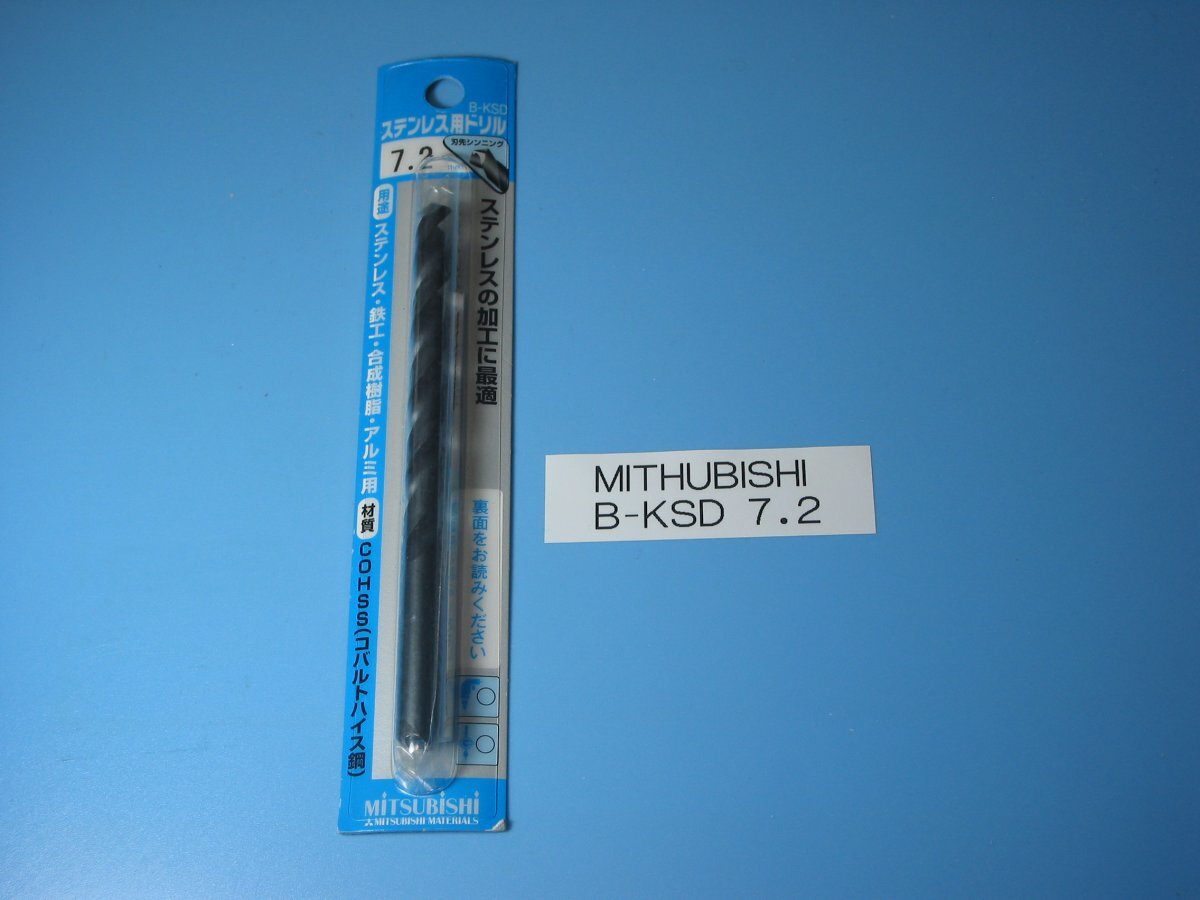 B-KSD
ステンレス用ドリル
7.2
刃先シンニング
用途
ステンレス・鉄工・合成樹脂・アルミ用
材質
COHSS(コバルトハイス鋼)
ステンレスの加工に最適
裏面をお読みください
MITSUBISHI
MITSUBISHI MATERIALS
MITHUBISHI
B-KSD 7.2